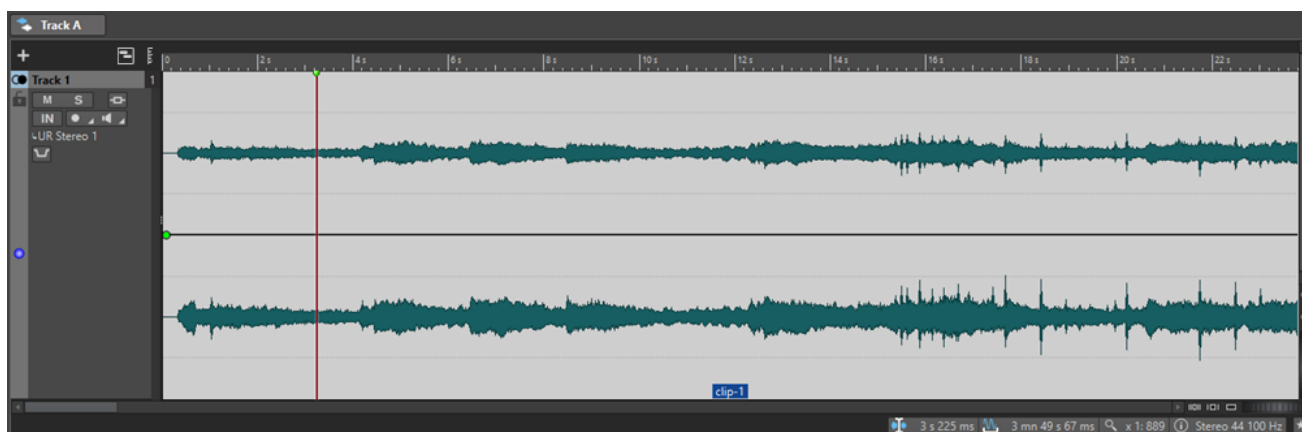 Track A
0 2 s 4 s 6 s 8 s 10 s 12 s 14 s 16 s 18 s 20 s 22 s
Track 1 1
M S
IN
UR Stereo 1
clip-1
3 s 225 ms 3 mn 49 s 67 ms x 1: 889 Stereo 44 100 Hz